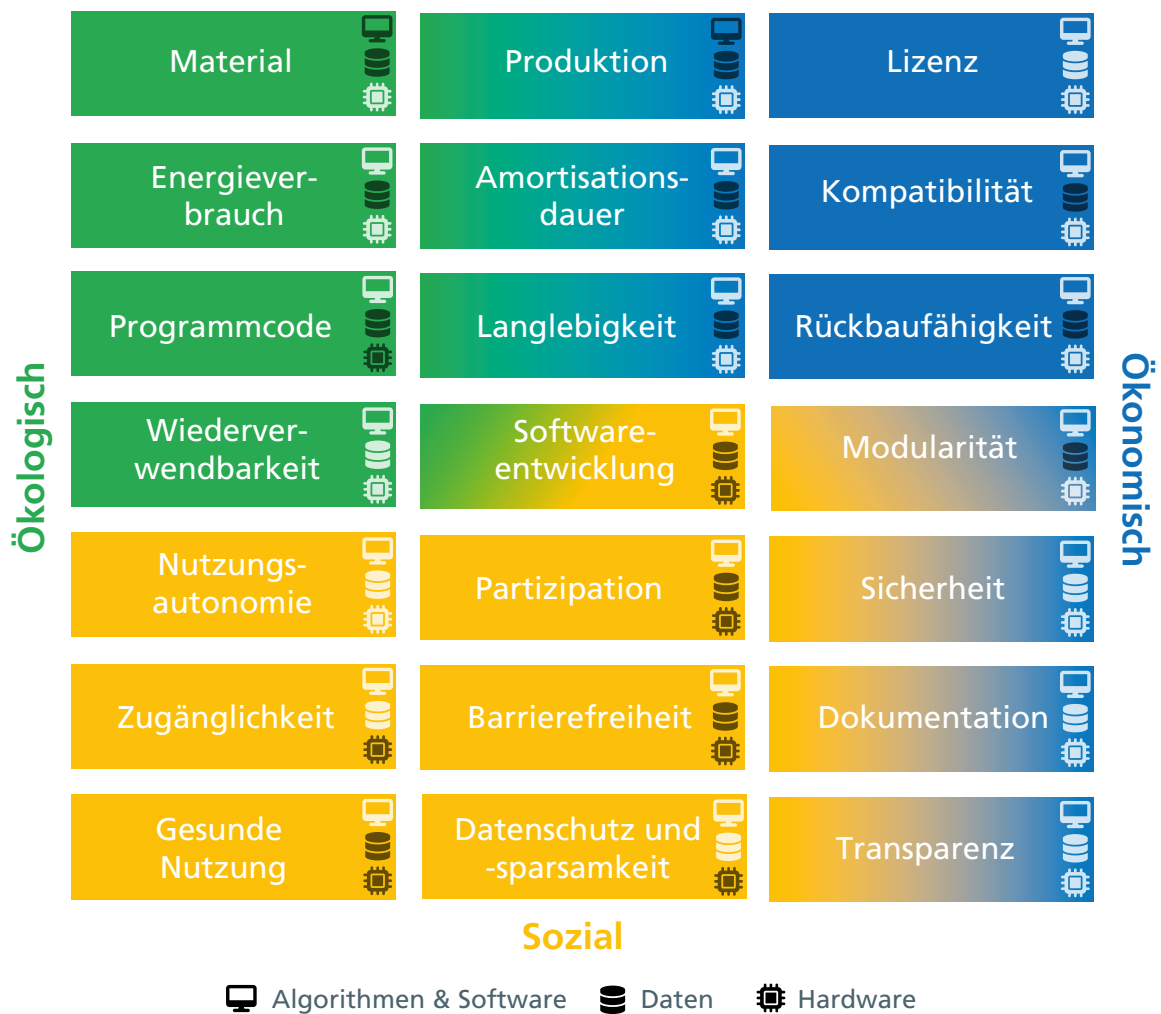 Material
Produktion
Lizenz
Energiever-
brauch
Amortisations-
dauer
Kompatibilität
Programmcode
Langlebigkeit
Rückbaufähigkeit
Ökologisch
Ökonomisch
Wiederver-
wendbarkeit
Software-
entwicklung
Modularität
Nutzungs-
autonomie
Partizipation
Sicherheit
Zugänglichkeit
Barrierefreiheit
Dokumentation
Gesunde
Nutzung
Datenschutz und
-sparsamkeit
Transparenz
Sozial
Algorithmen & Software
Daten
Hardware